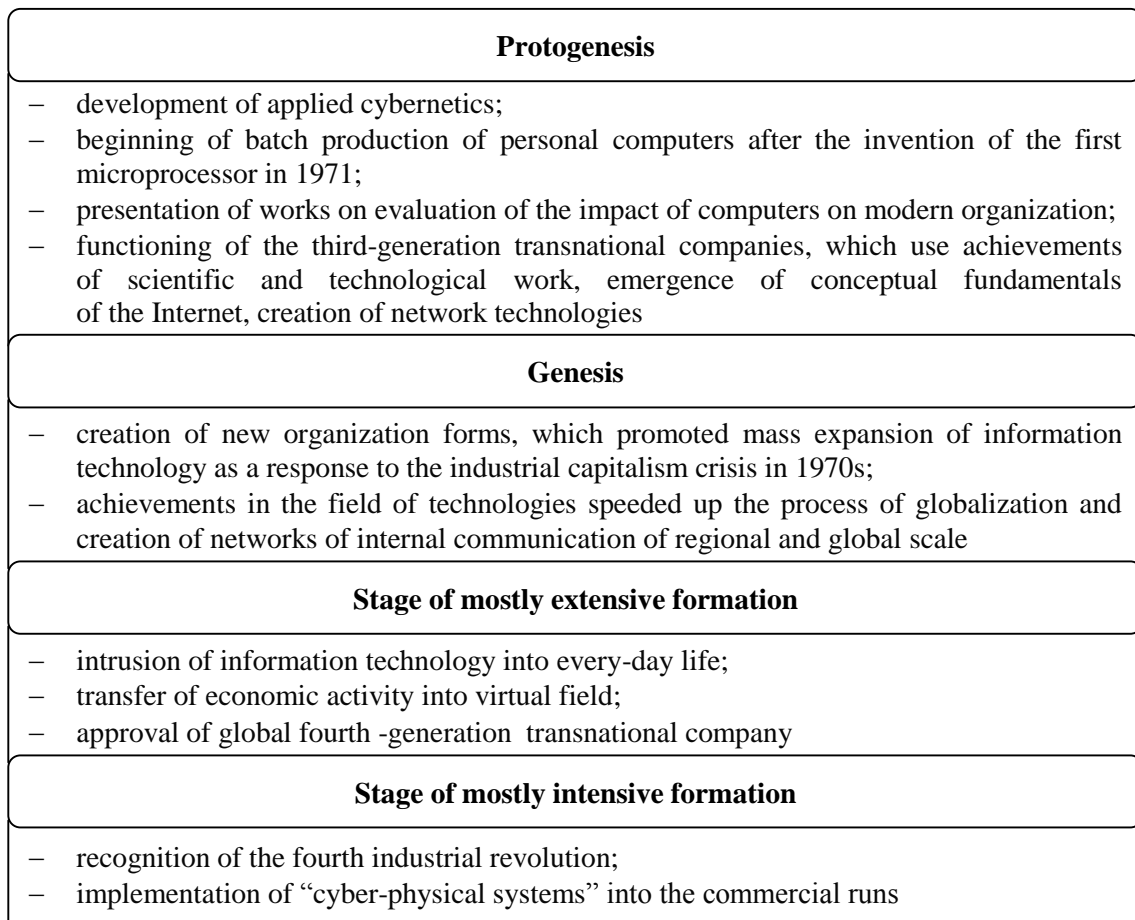 Protogenesis
– development of applied cybernetics;
– beginning of batch production of personal computers after the invention of the first
microprocessor in 1971;
– presentation of works on evaluation of the impact of computers on modern organization;
– functioning of the third-generation transnational companies, which use achievements
of scientific and technological work, emergence of conceptual fundamentals
of the Internet, creation of network technologies
Genesis
– creation of new organization forms, which promoted mass expansion of information
technology as a response to the industrial capitalism crisis in 1970s;
– achievements in the field of technologies speeded up the process of globalization and
creation of networks of internal communication of regional and global scale
Stage of mostly extensive formation
– intrusion of information technology into every-day life;
– transfer of economic activity into virtual field;
– approval of global fourth -generation transnational company
Stage of mostly intensive formation
– recognition of the fourth industrial revolution;
– implementation of “cyber-physical systems” into the commercial runs